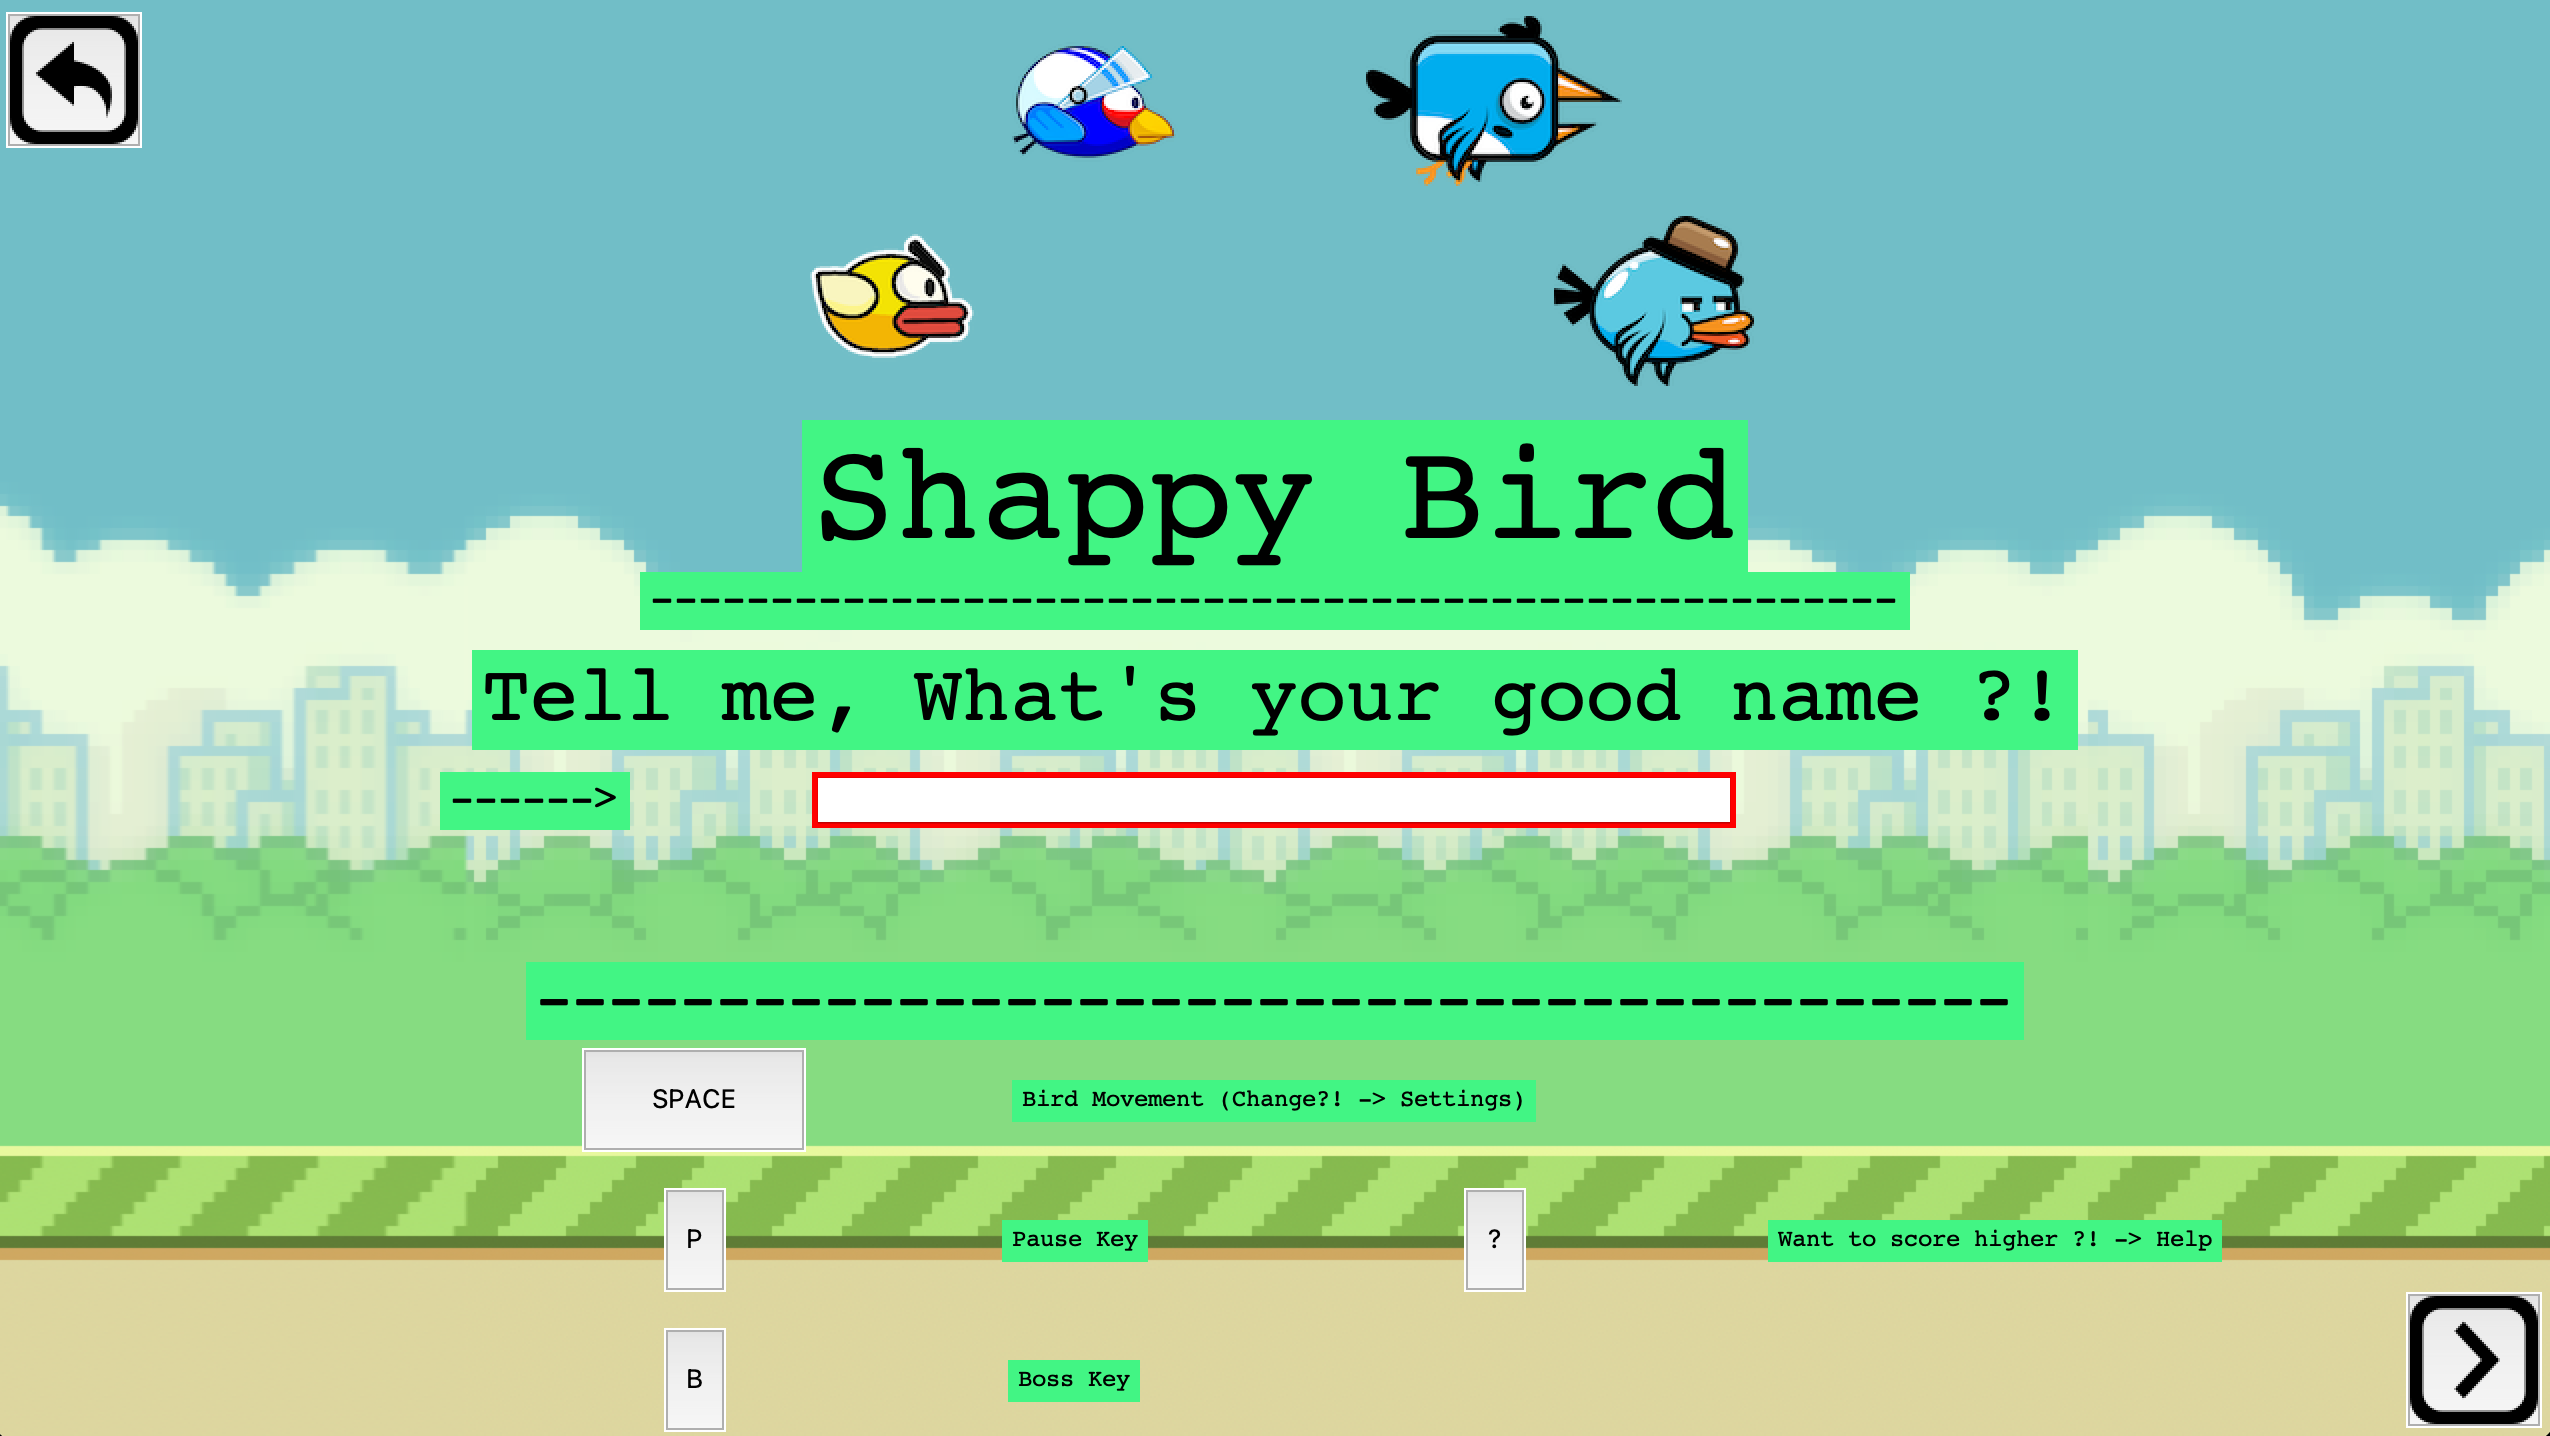 Shappy Bird
----------------------------------------------------
Tell me, What's your good name ?!
------>
-----------------------------------------
SPACE
Bird Movement (Change?! -> Settings)
P
Pause Key
?
Want to score higher ?! -> Help
B
Boss Key